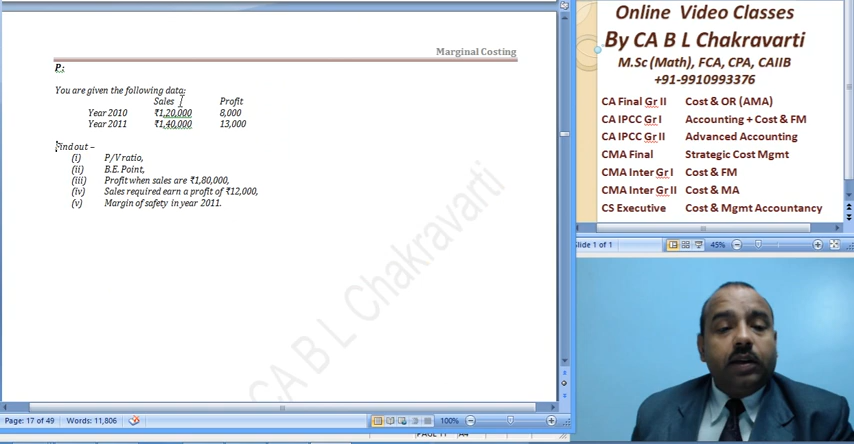 Marginal Costing
P:
You are given the following data:
Sales Profit
Year 2010 ₹1,20,000 8,000
Year 2011 ₹1,40,000 13,000
Find out –
(i) P/V ratio,
(ii) B.E. Point,
(iii) Profit when sales are ₹1,80,000,
(iv) Sales required earn a profit of ₹12,000,
(v) Margin of safety in year 2011.
CA B L Chakravarti
Page: 17 of 49 Words: 11,806 100%
PAGE 17 A4
Online Video Classes
By CA B L Chakravarti
M.Sc (Math), FCA, CPA, CAIIB
+91-9910993376
CA Final Gr II Cost & OR (AMA)
CA IPCC Gr I Accounting + Cost & FM
CA IPCC Gr II Advanced Accounting
CMA Final Strategic Cost Mgmt
CMA Inter Gr I Cost & FM
CMA Inter Gr II Cost & MA
CS Executive Cost & Mgmt Accountancy
Slide 1 of 1 45%